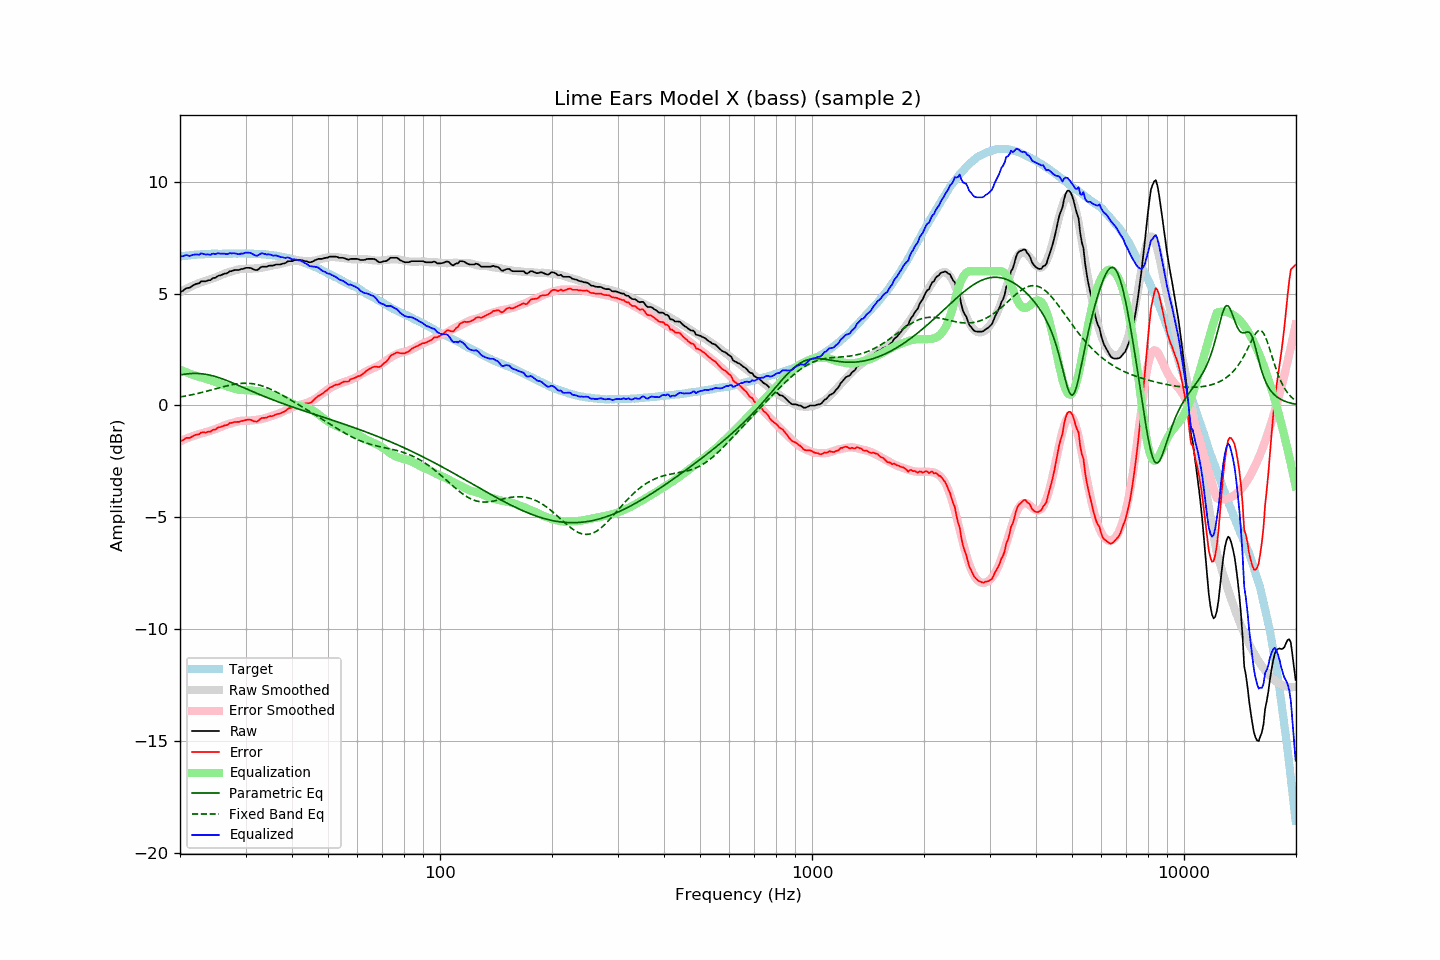 Lime Ears Model X (bass) (sample 2)
10
5
0
−5
−10
−15
−20
Amplitude (dBr)
Target
Raw Smoothed
Error Smoothed
Raw
Error
Equalization
Parametric Eq
Fixed Band Eq
Equalized
100
1000
10000
Frequency (Hz)